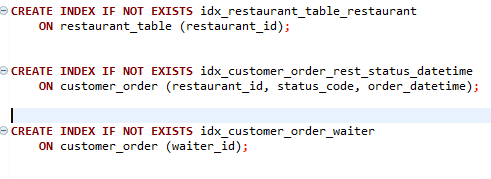 CREATE INDEX IF NOT EXISTS idx_restaurant_table_restaurant
ON restaurant_table (restaurant_id);
CREATE INDEX IF NOT EXISTS idx_customer_order_rest_status_datetime
ON customer_order (restaurant_id, status_code, order_datetime);
CREATE INDEX IF NOT EXISTS idx_customer_order_waiter
ON customer_order (waiter_id);